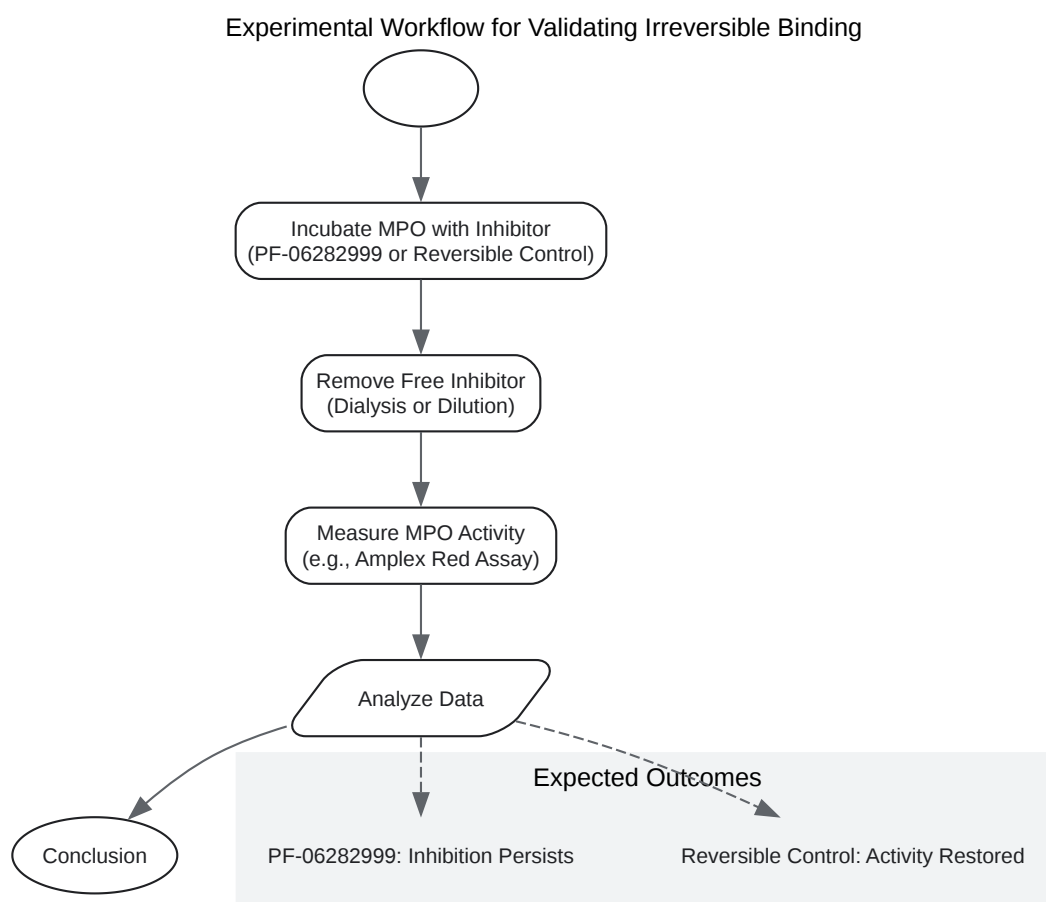 Experimental Workflow for Validating Irreversible Binding
Incubate MPO with Inhibitor
(PF-06282999 or Reversible Control)
Remove Free Inhibitor
(Dialysis or Dilution)
Measure MPO Activity
(e.g., Amplex Red Assay)
Analyze Data
Expected Outcomes
Conclusion
PF-06282999: Inhibition Persists
Reversible Control: Activity Restored